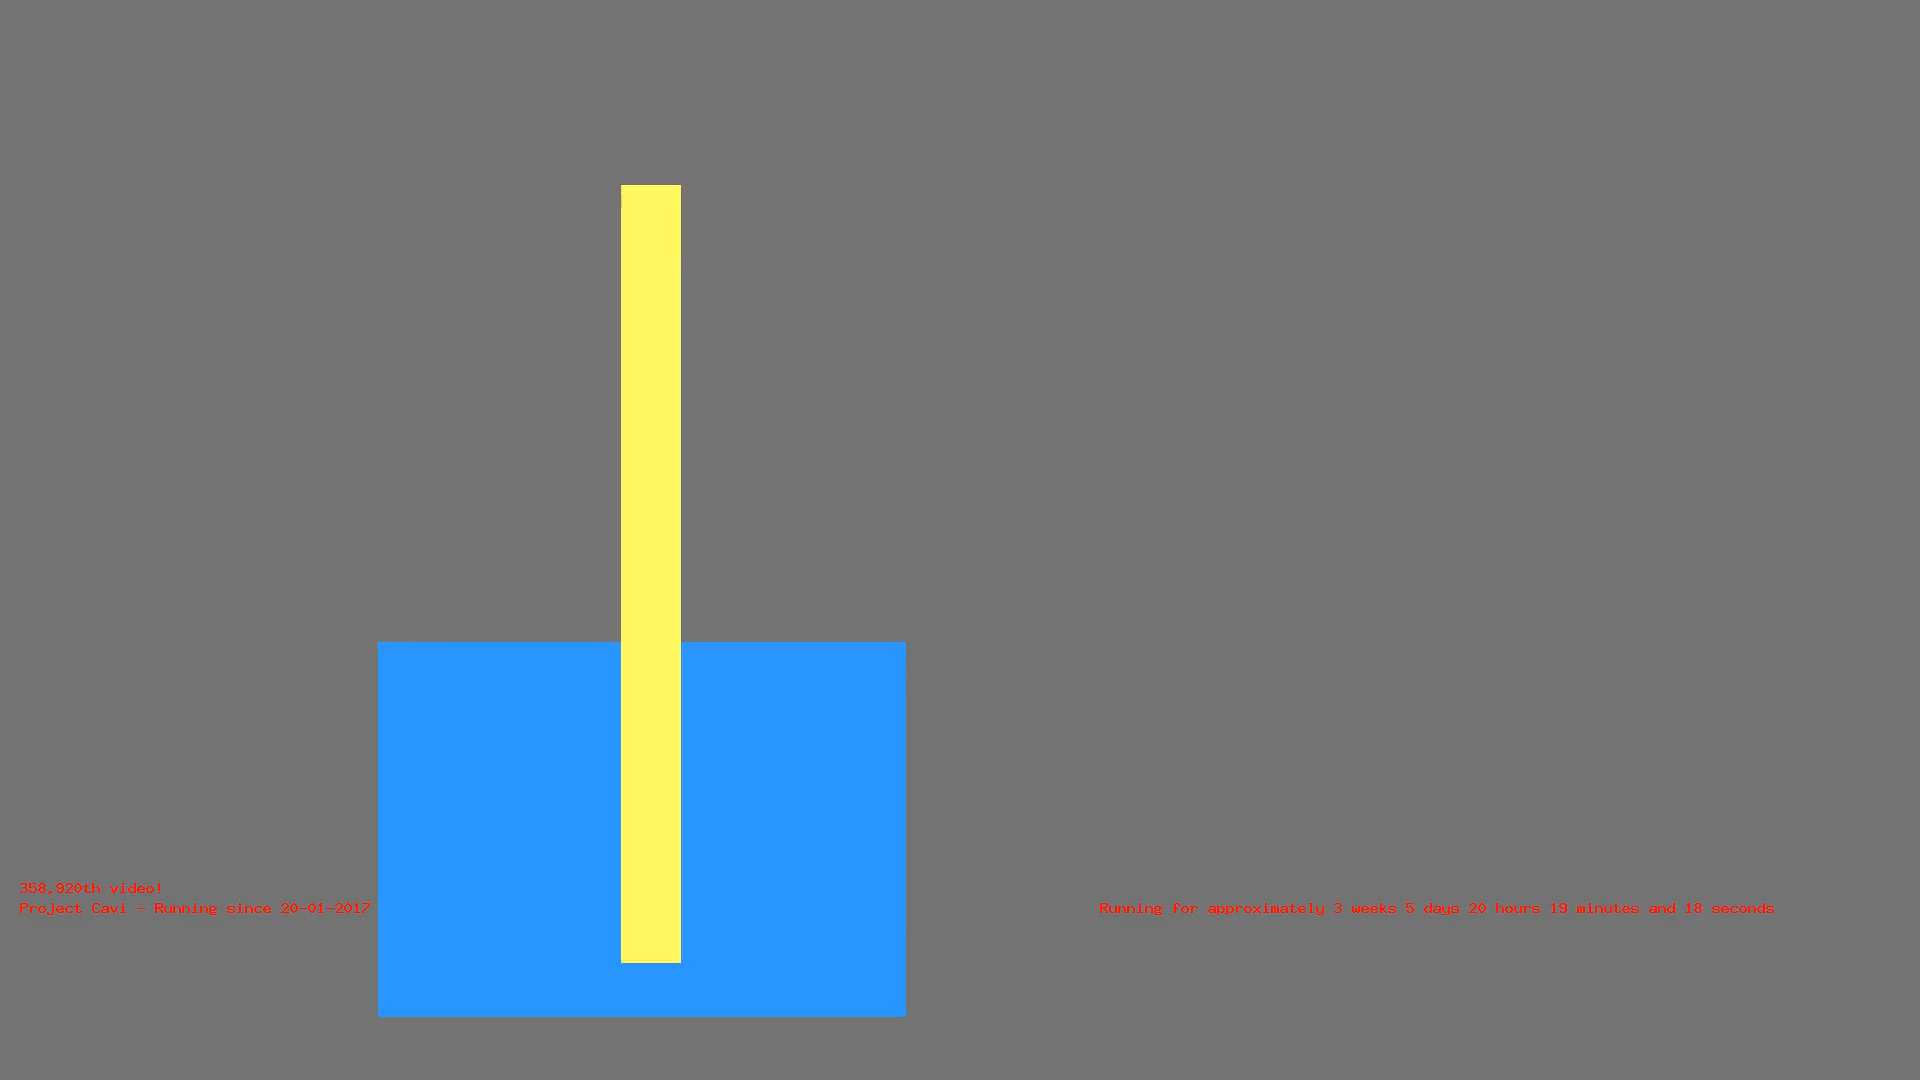 358,920th video!
Project Cavi - Running since 20-01-2017
Running for approximately 3 weeks 5 days 20 hours 19 minutes and 18 seconds